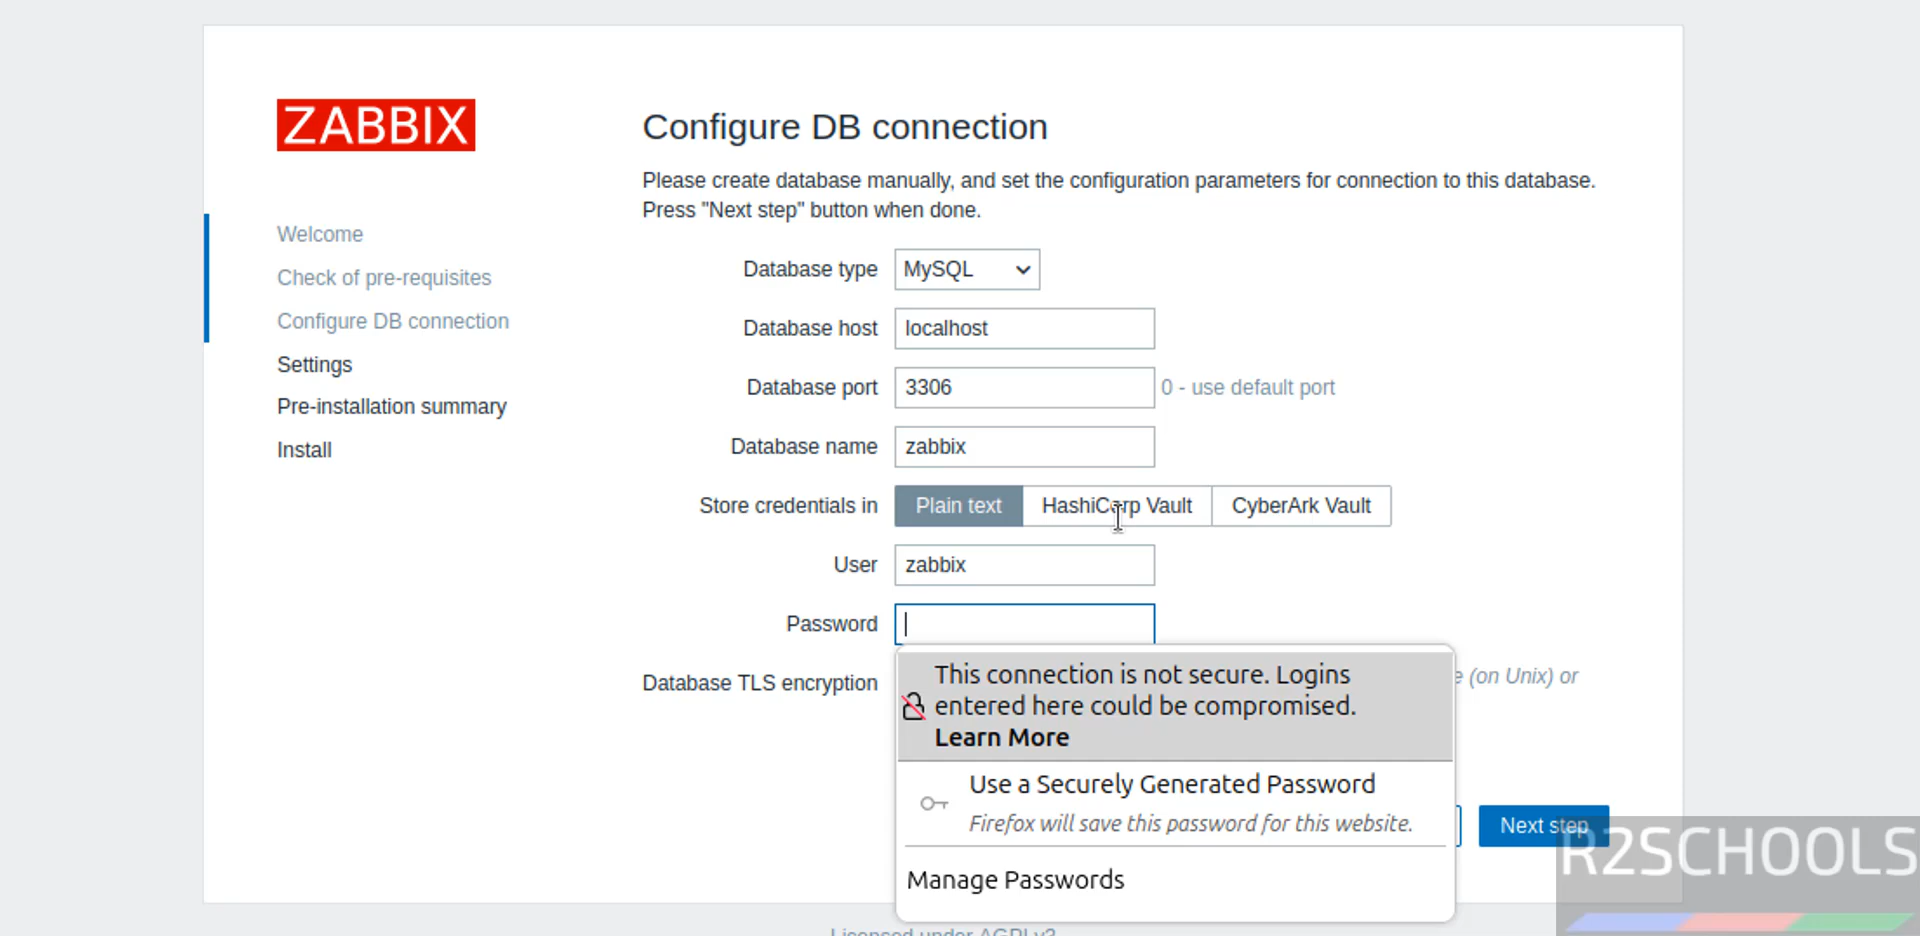 ZABBIX
Welcome
Check of pre-requisites
Configure DB connection
Settings
Pre-installation summary
Install
Configure DB connection
Please create database manually, and set the configuration parameters for connection to this database.
Press "Next step" button when done.
Database type MySQL
Database host localhost
Database port 3306 0 - use default port
Database name zabbix
Store credentials in Plain text HashiCorp Vault CyberArk Vault
User zabbix
Password
Database TLS encryption (on Unix) or
This connection is not secure. Logins
entered here could be compromised.
Learn More
Use a Securely Generated Password
Firefox will save this password for this website.
Manage Passwords
Next step
R2SCHOOLS
Licensed under AGPLv3